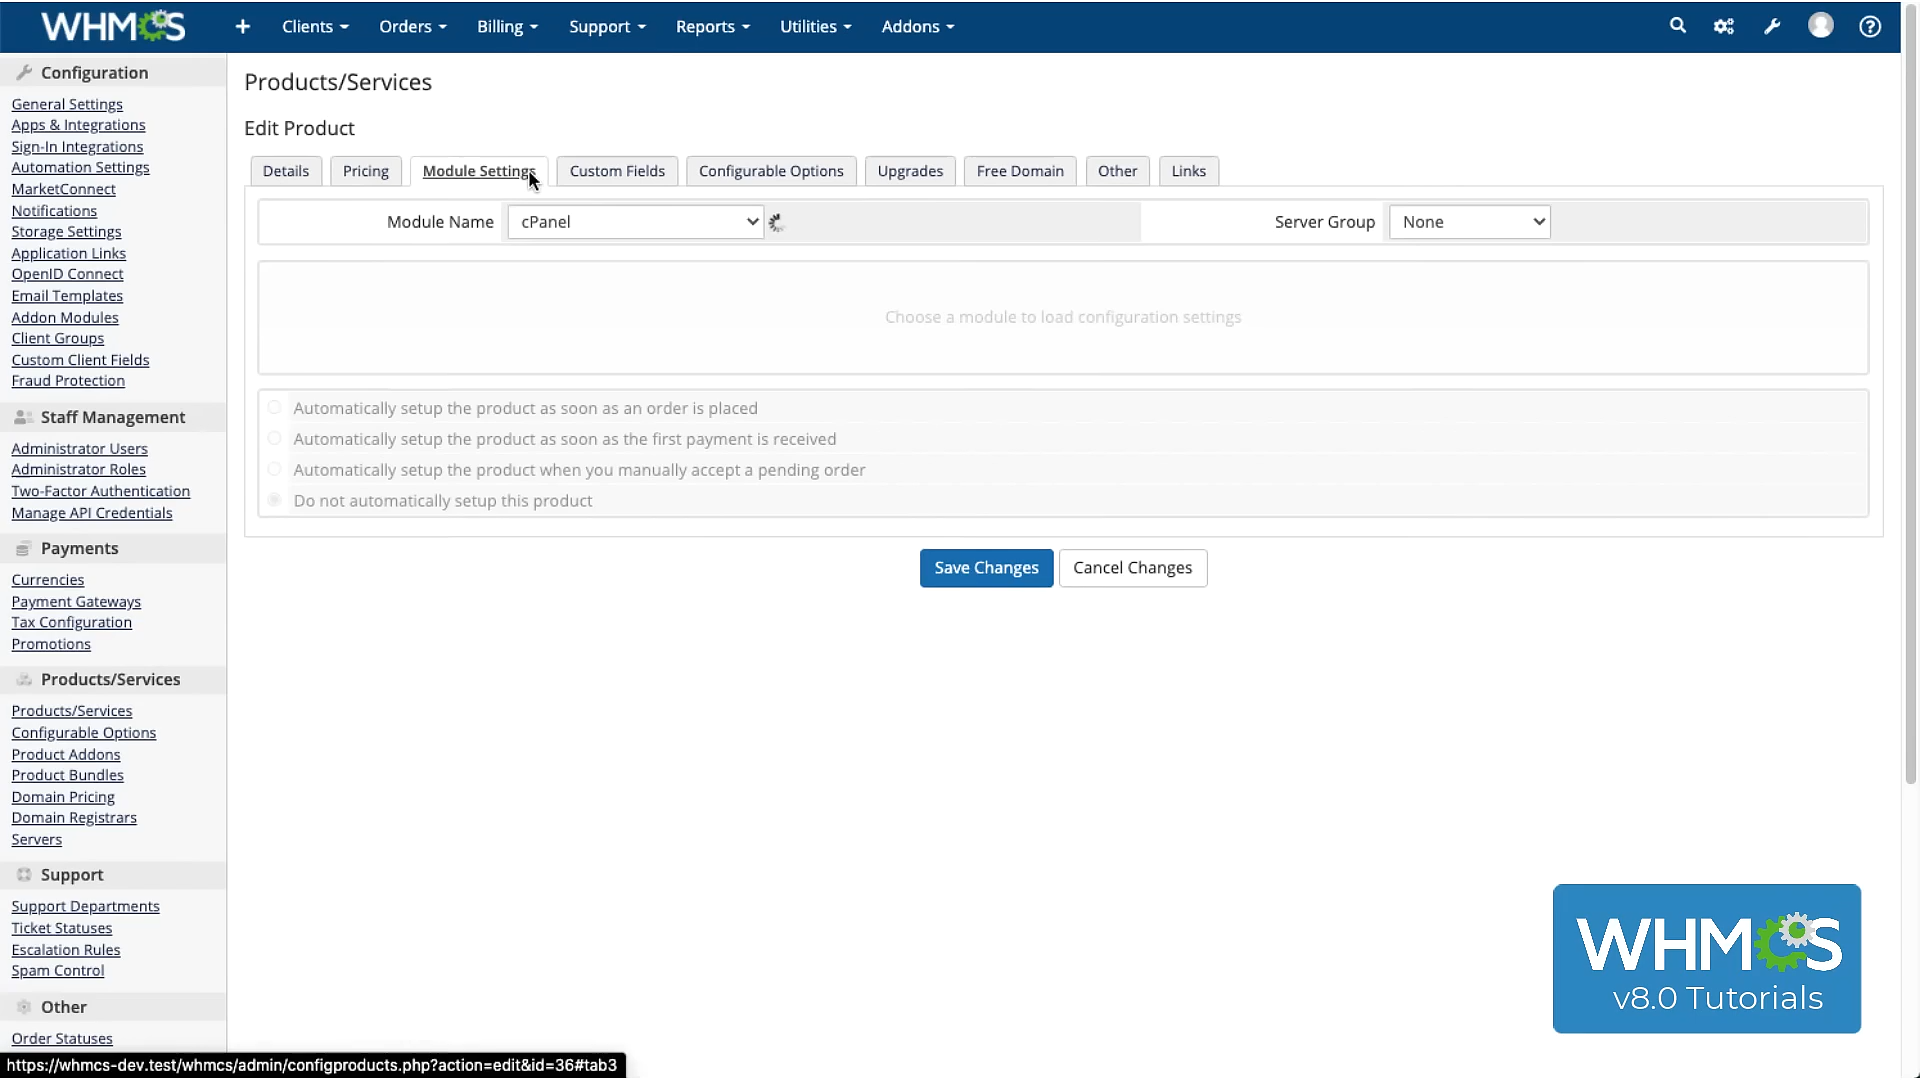 WHMCS
+ Clients Orders Billing Support Reports Utilities Addons
Configuration
General Settings
Apps & Integrations
Sign-In Integrations
Automation Settings
MarketConnect
Notifications
Storage Settings
Application Links
OpenID Connect
Email Templates
Addon Modules
Client Groups
Custom Client Fields
Fraud Protection
Staff Management
Administrator Users
Administrator Roles
Two-Factor Authentication
Manage API Credentials
Payments
Currencies
Payment Gateways
Tax Configuration
Promotions
Products/Services
Products/Services
Configurable Options
Product Addons
Product Bundles
Domain Pricing
Domain Registrars
Servers
Support
Support Departments
Ticket Statuses
Escalation Rules
Spam Control
Other
Order Statuses
Products/Services
Edit Product
Details Pricing Module Settings Custom Fields Configurable Options Upgrades Free Domain Other Links
Module Name cPanel Server Group None
Choose a module to load configuration settings
Automatically setup the product as soon as an order is placed
Automatically setup the product as soon as the first payment is received
Automatically setup the product when you manually accept a pending order
Do not automatically setup this product
Save Changes Cancel Changes
WHMCS
v8.0 Tutorials
https://whmcs-dev.test/whmcs/admin/configproducts.php?action=edit&id=36#tab3